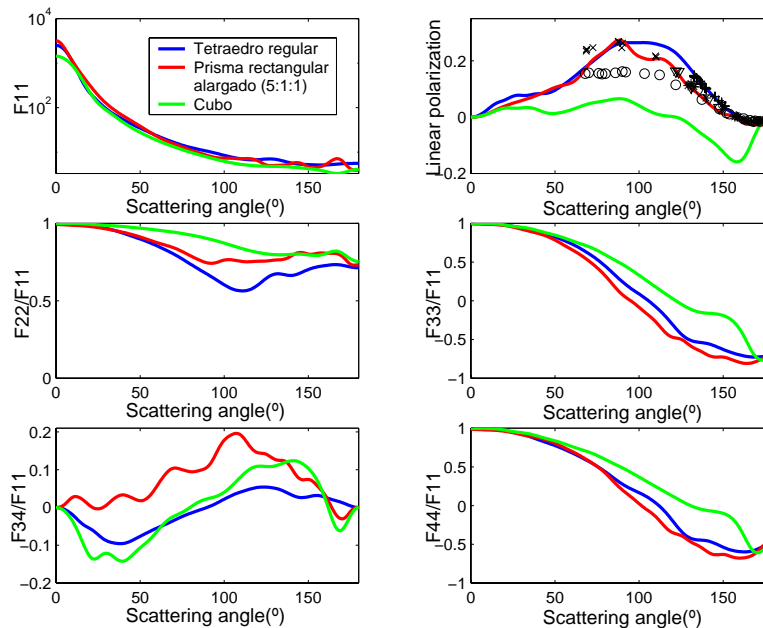 F11
10²
0 50 100 150
Scattering angle(º)
Tetraedro regular
Prisma rectangular
alargado (5:1:1)
Cubo
Linear polarization
0.2
0
−0.2
0 50 100 150
Scattering angle(º)
F22/F11
1
0.5
0
0 50 100 150
Scattering angle(º)
F33/F11
1
0.5
0
−0.5
−1
0 50 100 150
Scattering angle(º)
F34/F11
0.2
0.1
0
−0.1
−0.2
0 50 100 150
Scattering angle(º)
F44/F11
1
0.5
0
−0.5
−1
0 50 100 150
Scattering angle(º)